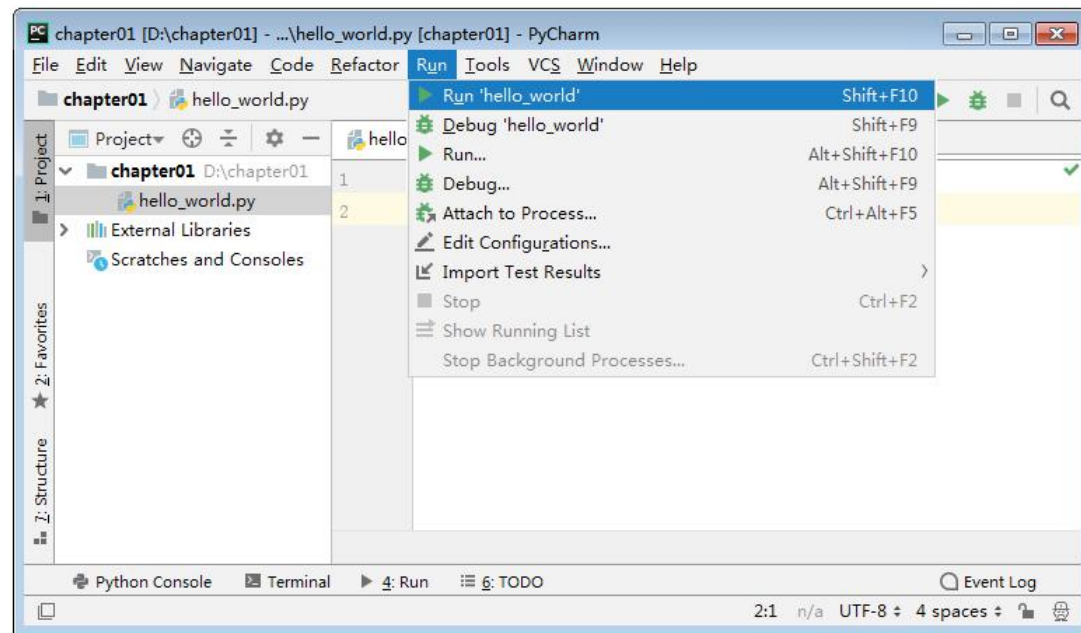 PC chapter01 [D:\chapter01] - ...\hello_world.py [chapter01] - PyCharm
File Edit View Navigate Code Refactor Run Tools VCS Window Help
chapter01 hello_world.py
Run 'hello_world' Shift+F10
Debug 'hello_world' Shift+F9
Run... Alt+Shift+F10
Debug... Alt+Shift+F9
Attach to Process... Ctrl+Alt+F5
Edit Configurations...
Import Test Results
Stop Ctrl+F2
Show Running List
Stop Background Processes... Ctrl+Shift+F2
1: Project
Project
hello
chapter01 D:\chapter01
hello_world.py
External Libraries
Scratches and Consoles
1
2
2: Favorites
7: Structure
Python Console Terminal 4: Run 6: TODO Event Log
2:1 n/a UTF-8 4 spaces